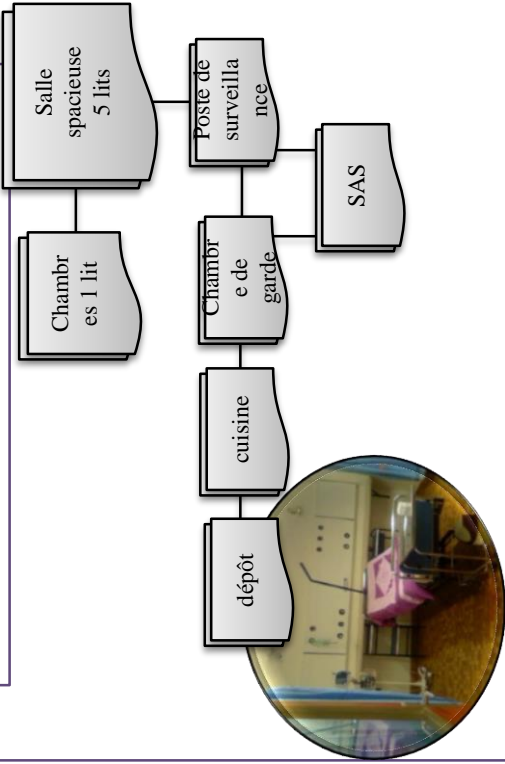 Salle
spacieuse
5 lits
Chambr
es 1 lit
Poste de
surveilla
nce
SAS
Chambr
e de
garde
cuisine
dépôt